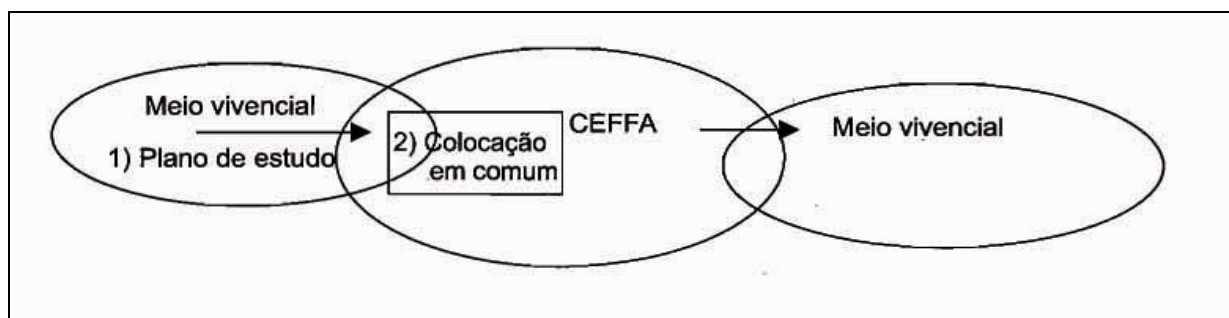 Meio vivencial
1) Plano de estudo
2) Colocação
em comum
CEFFA
Meio vivencial